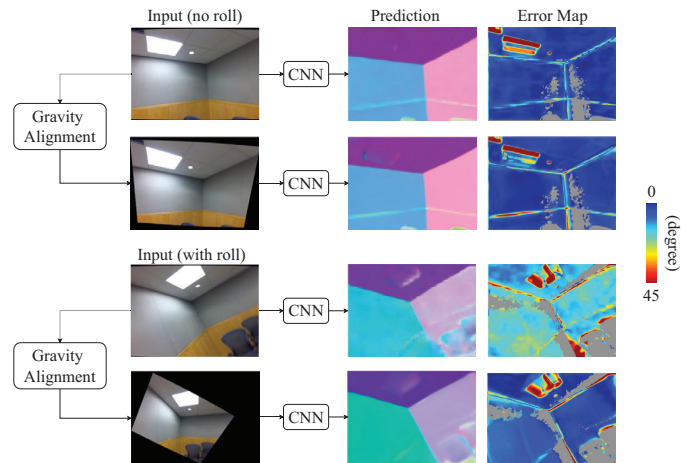 Input (no roll)
Prediction
Error Map
CNN
Gravity
Alignment
CNN
0
(degree)
45
Input (with roll)
CNN
Gravity
Alignment
CNN